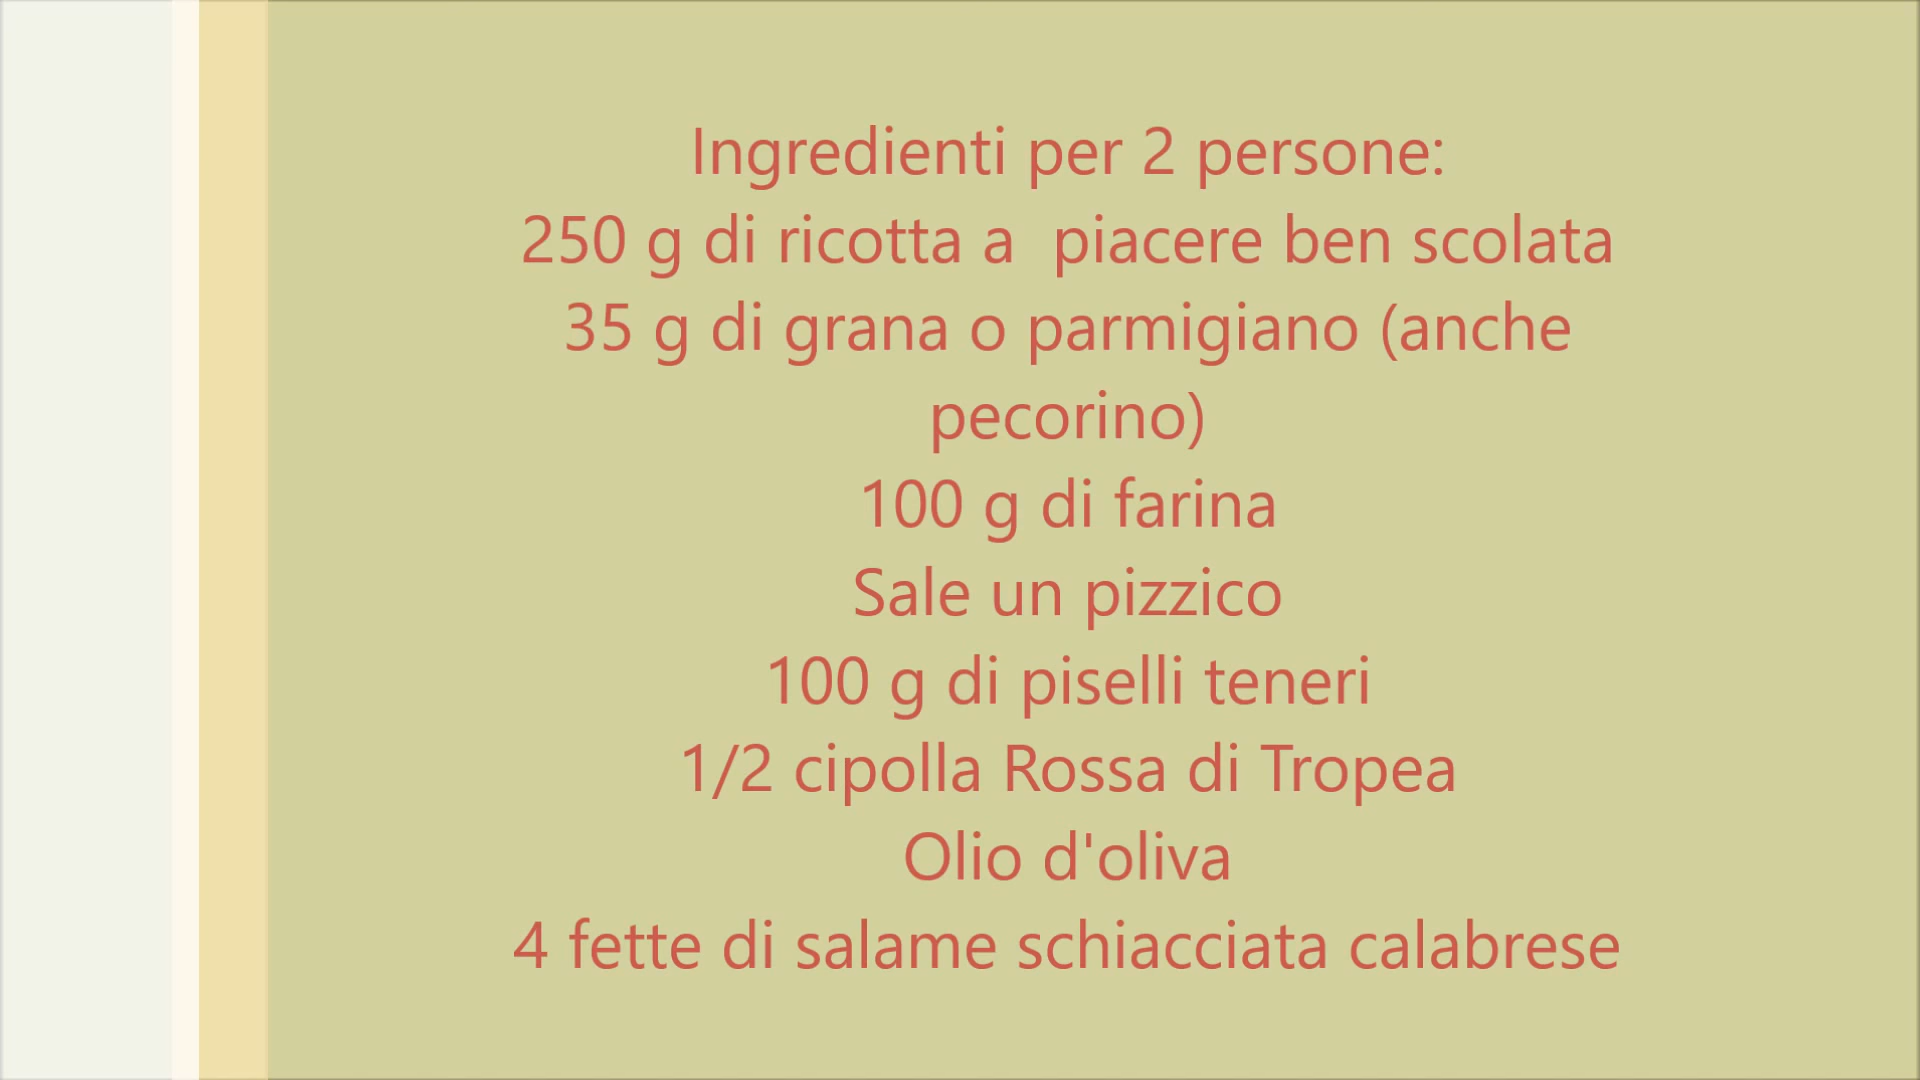 Ingredienti per 2 persone:
250 g di ricotta a  piacere ben scolata
35 g di grana o parmigiano (anche
pecorino)
100 g di farina
Sale un pizzico
100 g di piselli teneri
1/2 cipolla Rossa di Tropea
Olio d'oliva
4 fette di salame schiacciata calabrese